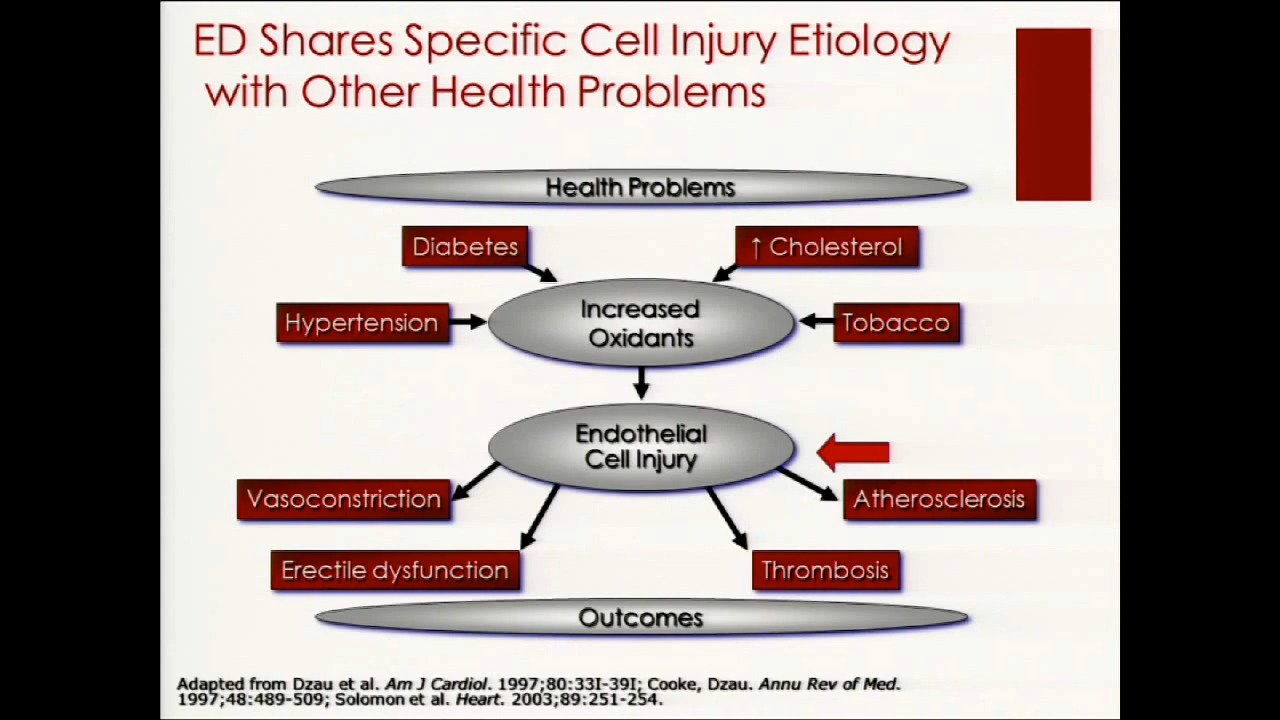 ED Shares Specific Cell Injury Etiology
with Other Health Problems
Health Problems
Diabetes
↑ Cholesterol
Hypertension
Increased
Oxidants
Tobacco
Endothelial
Cell Injury
Vasoconstriction
Atherosclerosis
Erectile dysfunction
Thrombosis
Outcomes
Adapted from Dzau et al. Am J Cardiol. 1997;80:33I-39I; Cooke, Dzau. Annu Rev of Med.
1997;48:489-509; Solomon et al. Heart. 2003;89:251-254.